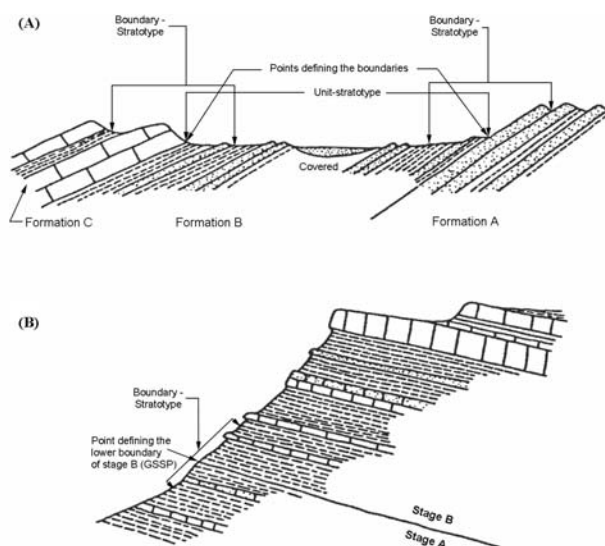 (A)
Boundary -
Stratotype
Boundary -
Stratotype
Points defining the boundaries
Unit-stratotype
Covered
Formation C
Formation B
Formation A
(B)
Boundary -
Stratotype
Point defining the
lower boundary
of stage B (GSSP)
Stage B
Stage A